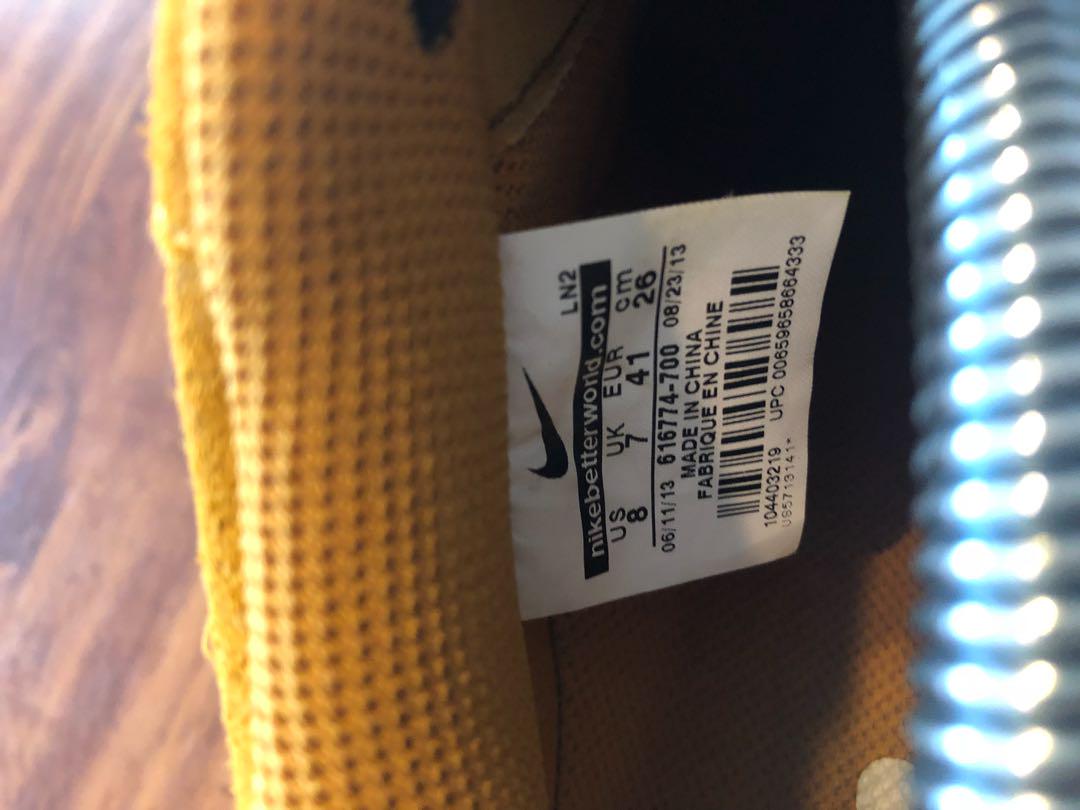 LN2
nikebetterworld.com
US UK EUR cm
8 7 41 26
06/11/13 616774-700 08/23/13
MADE IN CHINA
FABRIQUE EN CHINE
104403219 UPC 00659658664333
US5713141*